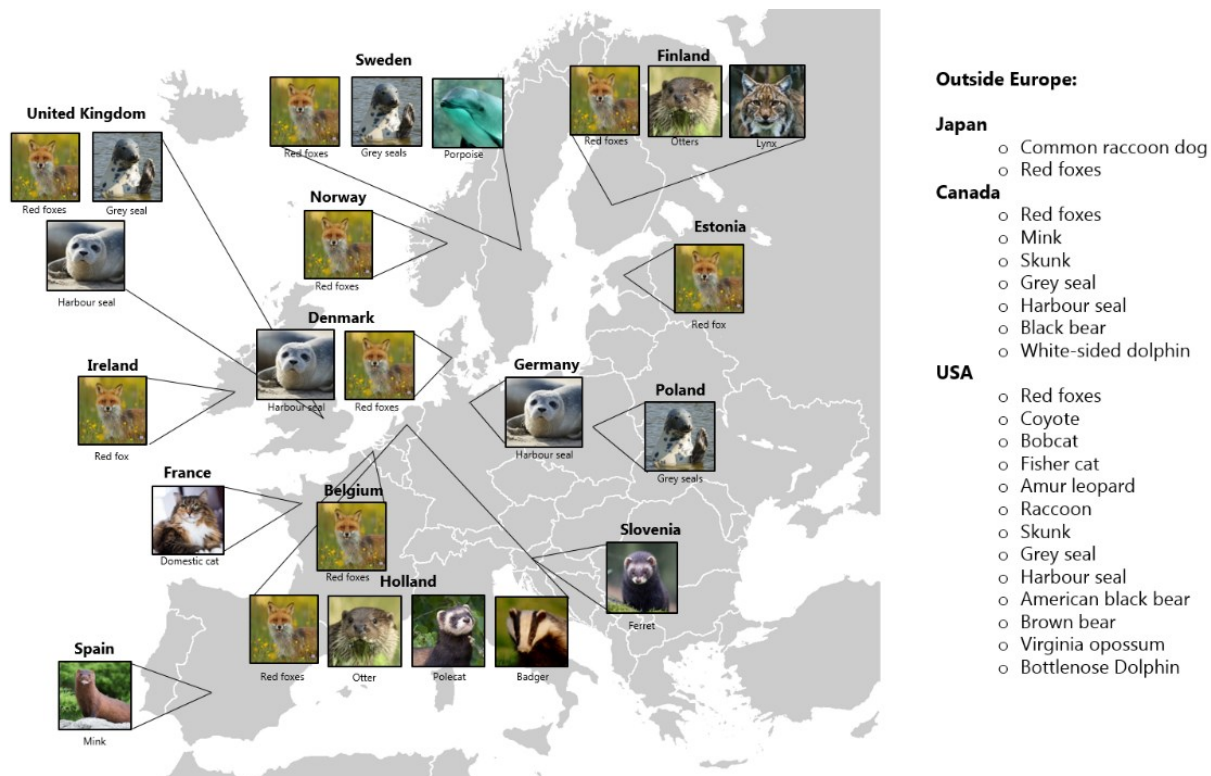 Sweden
Red foxes
Grey seals
Porpoise
Finland
Red foxes
Otters
Lynx
United Kingdom
Red foxes
Grey seal
Harbour seal
Norway
Red foxes
Estonia
Red fox
Denmark
Harbour seal
Red foxes
Ireland
Red fox
Germany
Harbour seal
Poland
Grey seals
France
Domestic cat
Belgium
Red foxes
Slovenia
Ferret
Holland
Red foxes
Otter
Polecat
Badger
Spain
Mink
Outside Europe:
Japan
o Common raccoon dog
o Red foxes
Canada
o Red foxes
o Mink
o Skunk
o Grey seal
o Harbour seal
o Black bear
o White-sided dolphin
USA
o Red foxes
o Coyote
o Bobcat
o Fisher cat
o Amur leopard
o Raccoon
o Skunk
o Grey seal
o Harbour seal
o American black bear
o Brown bear
o Virginia opossum
o Bottlenose Dolphin